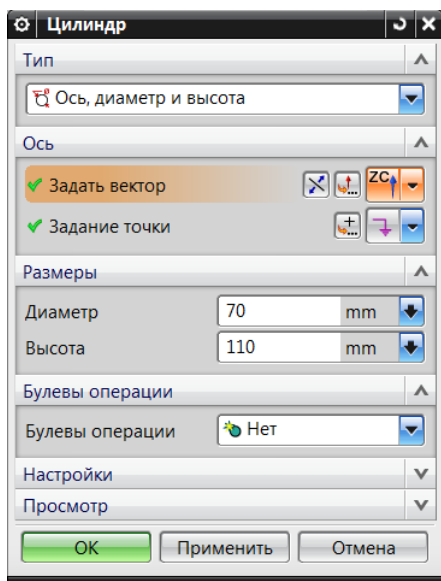 Цилиндр
Тип
Ось, диаметр и высота
Ось
Задать вектор ZC
Задание точки
Размеры
Диаметр 70 mm
Высота 110 mm
Булевы операции
Булевы операции Нет
Настройки
Просмотр
ОК Применить Отмена